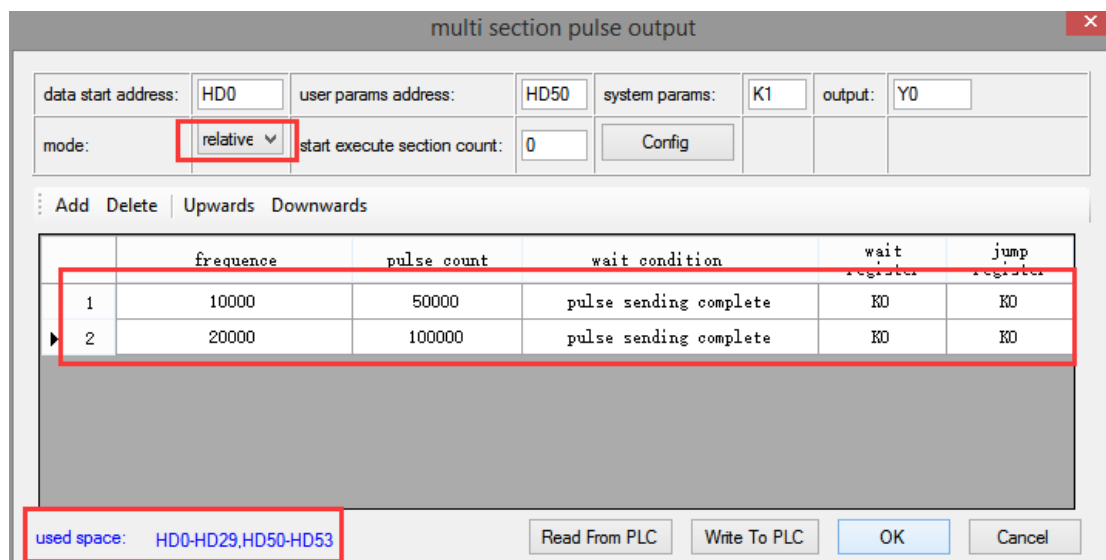 multi section pulse output
data start address: HD0 user params address: HD50 system params: K1 output: Y0
mode: relative start execute section count: 0 Config
Add Delete Upwards Downwards
frequence pulse count wait condition wait register jump register
1 10000 50000 pulse sending complete K0 K0
2 20000 100000 pulse sending complete K0 K0
used space: HD0-HD29,HD50-HD53 Read From PLC Write To PLC OK Cancel